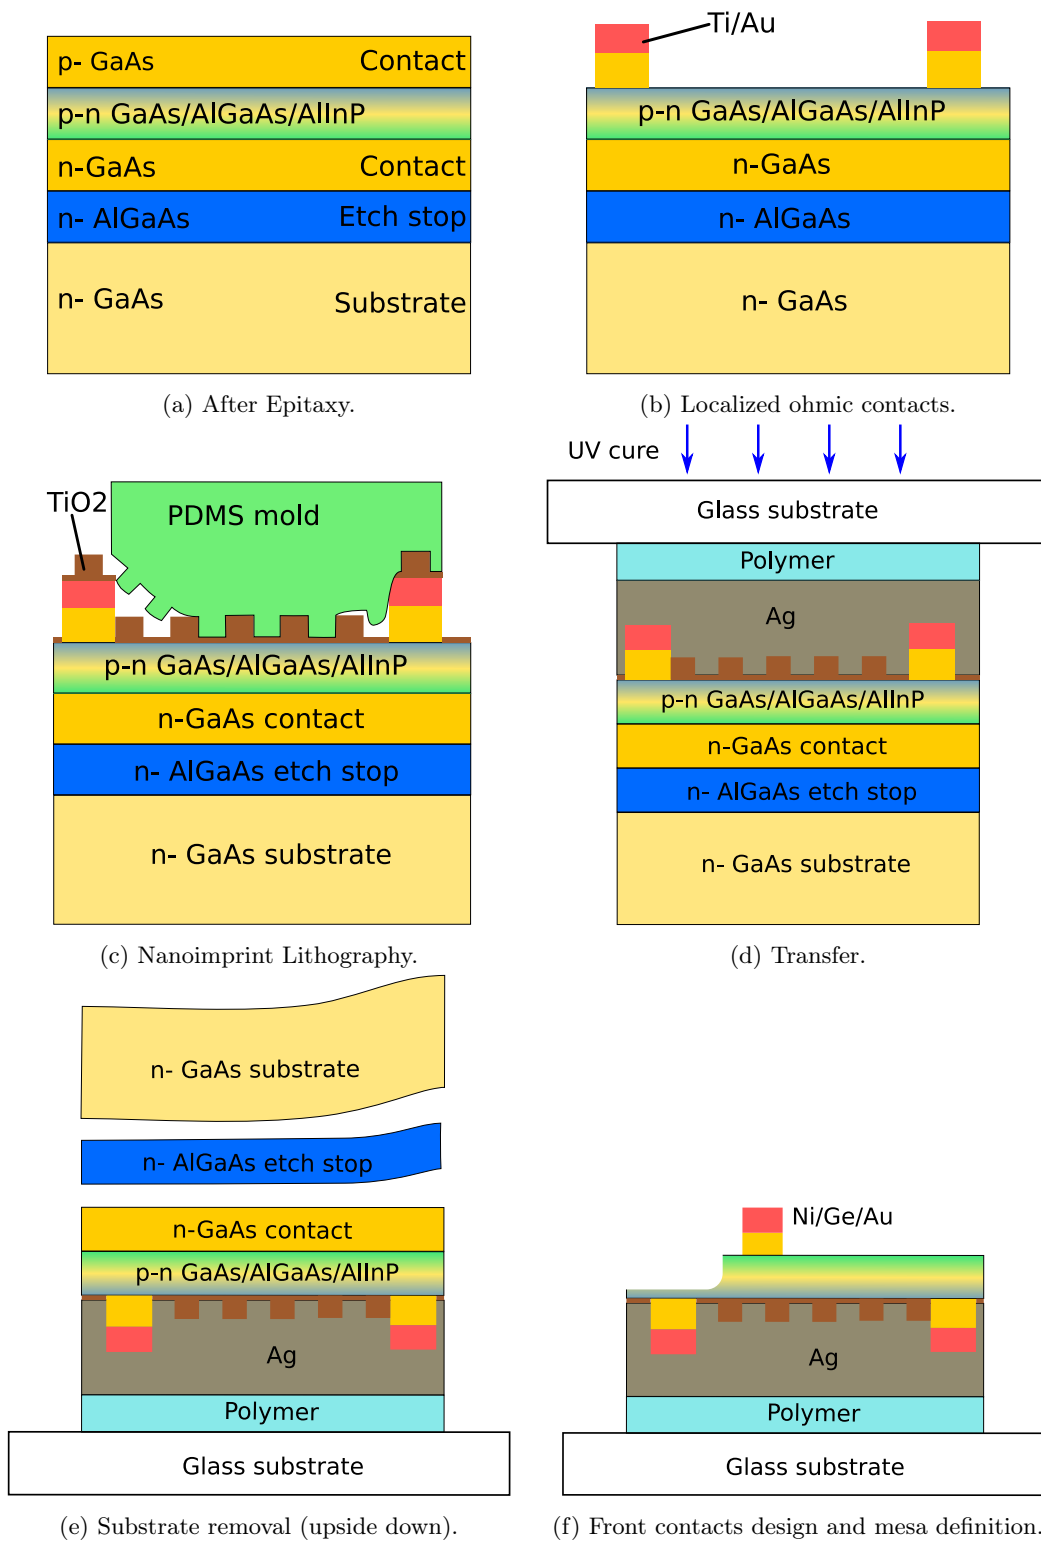 p- GaAs Contact
p-n GaAs/AlGaAs/AlInP
n-GaAs Contact
n- AlGaAs Etch stop
n- GaAs Substrate
(a) After Epitaxy.
Ti/Au
p-n GaAs/AlGaAs/AlInP
n-GaAs
n- AlGaAs
n- GaAs
(b) Localized ohmic contacts.
TiO2
PDMS mold
p-n GaAs/AlGaAs/AlInP
n-GaAs contact
n- AlGaAs etch stop
n- GaAs substrate
(c) Nanoimprint Lithography.
UV cure
Glass substrate
Polymer
Ag
p-n GaAs/AlGaAs/AlInP
n-GaAs contact
n- AlGaAs etch stop
n- GaAs substrate
(d) Transfer.
n- GaAs substrate
n- AlGaAs etch stop
n-GaAs contact
p-n GaAs/AlGaAs/AlInP
Ag
Polymer
Glass substrate
(e) Substrate removal (upside down).
Ni/Ge/Au
Ag
Polymer
Glass substrate
(f) Front contacts design and mesa definition.